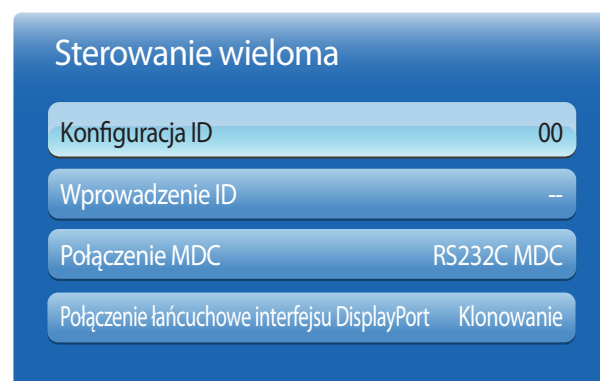 Sterowanie wieloma
Konfiguracja ID 00
Wprowadzenie ID --
Połączenie MDC RS232C MDC
Połączenie łańcuchowe interfejsu DisplayPort Klonowanie